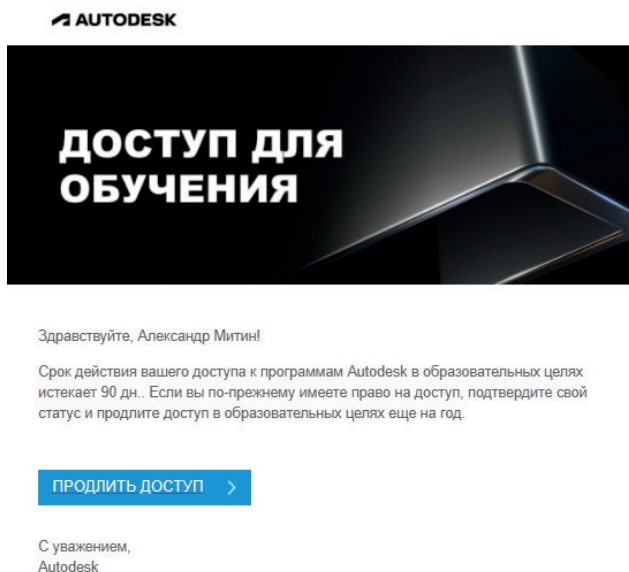 AUTODESK
ДОСТУП ДЛЯ
ОБУЧЕНИЯ
Здравствуйте, Александр Митин!
Срок действия вашего доступа к программам Autodesk в образовательных целях
истекает 90 дн.. Если вы по-прежнему имеете право на доступ, подтвердите свой
статус и продлите доступ в образовательных целях еще на год.
ПРОДЛИТЬ ДОСТУП
С уважением,
Autodesk